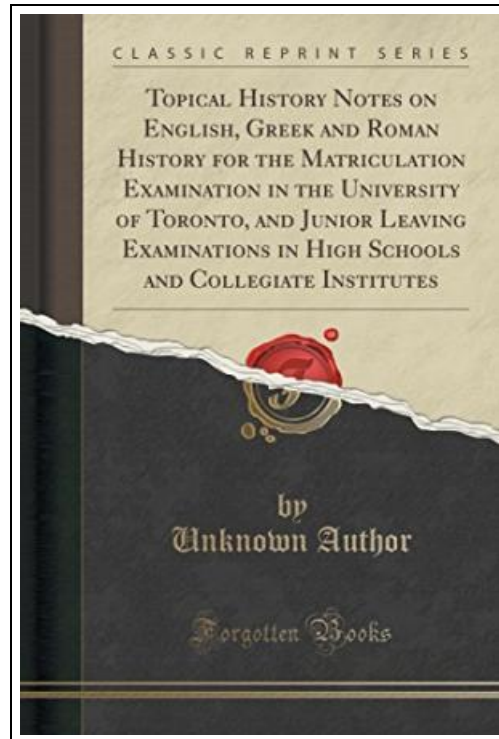 CLASSIC REPRINT SERIES
TOPICAL HISTORY NOTES ON
ENGLISH, GREEK AND ROMAN
HISTORY FOR THE MATRICULATION
EXAMINATION IN THE UNIVERSITY
OF TORONTO, AND JUNIOR LEAVING
EXAMINATIONS IN HIGH SCHOOLS
AND COLLEGIATE INSTITUTES
by
Unknown Author
Forgotten Books